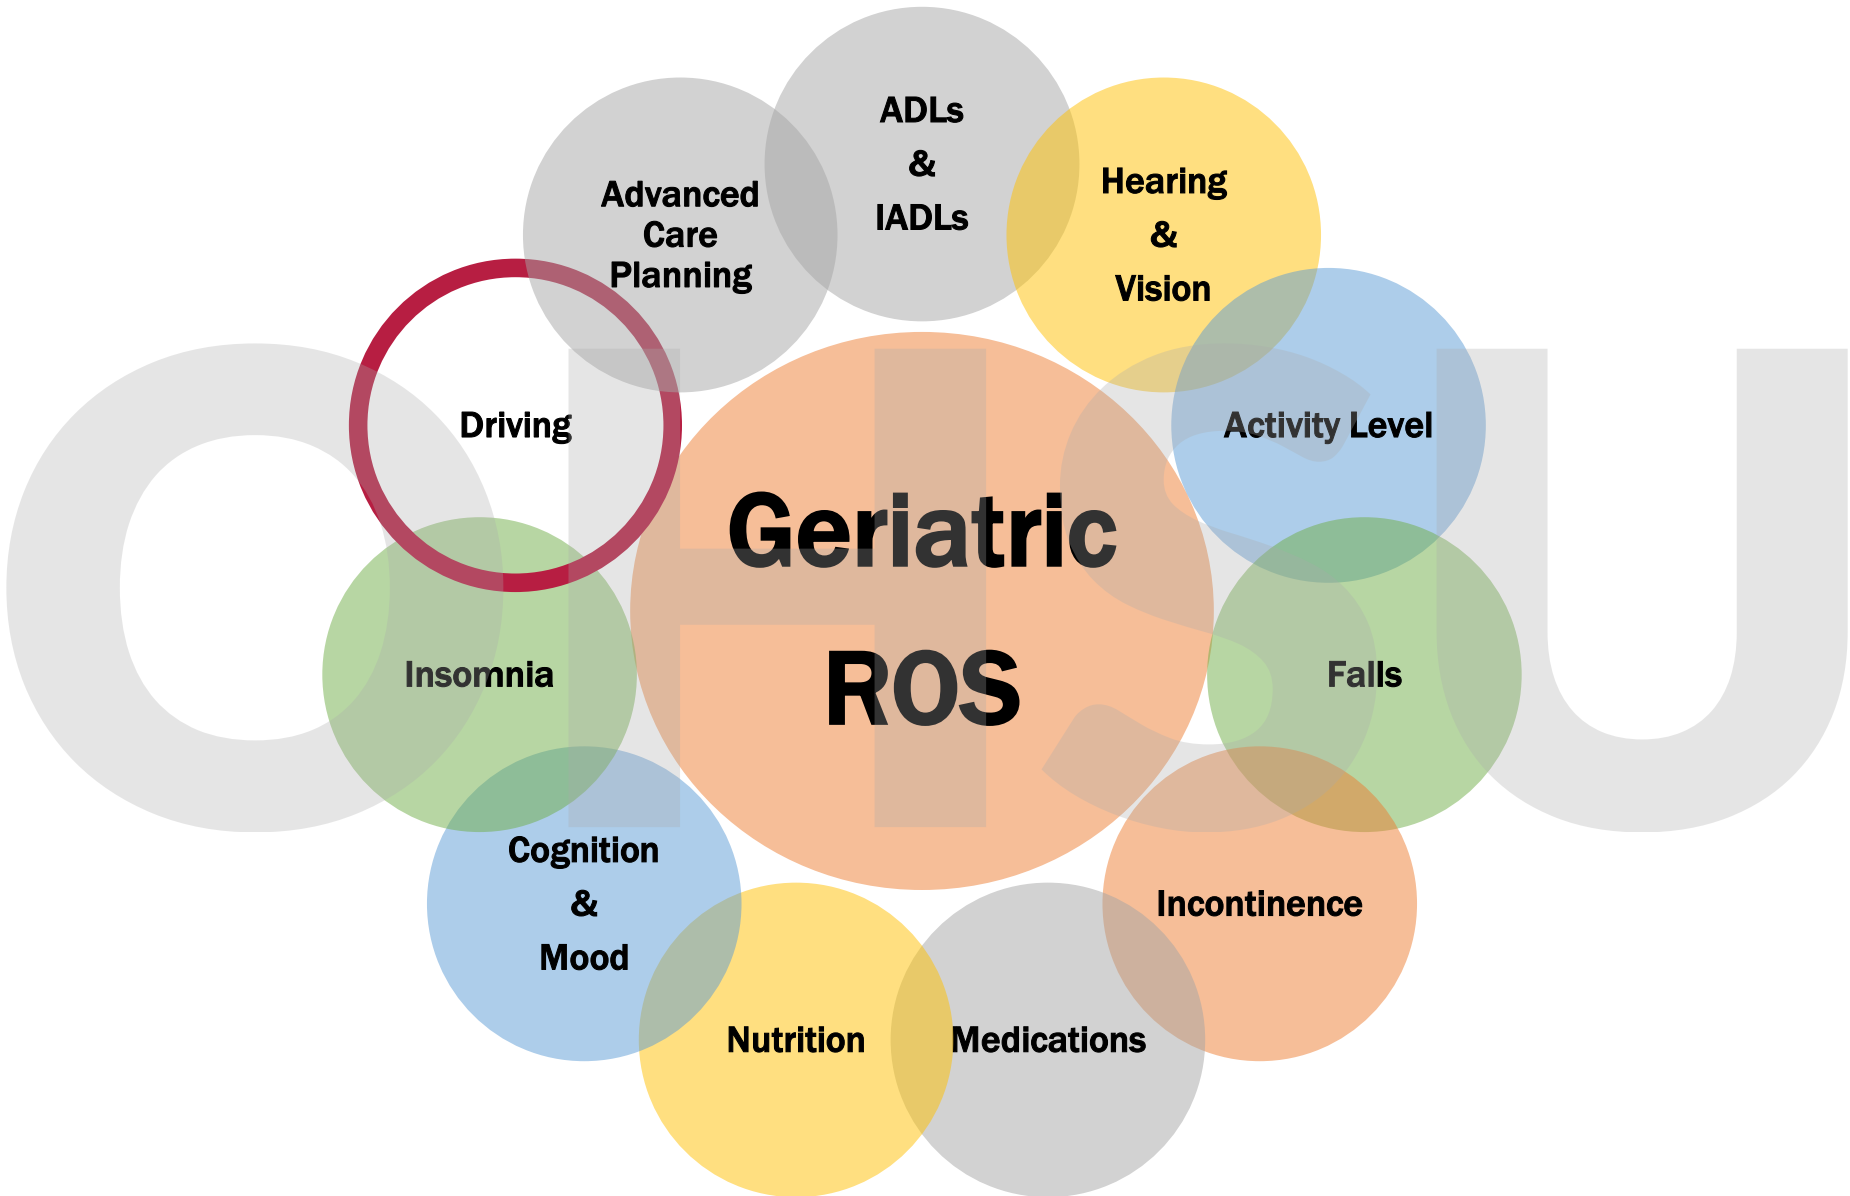 ADLs
&
IADLs
Hearing
&
Vision
Activity Level
Falls
Incontinence
Medications
Nutrition
Cognition
&
Mood
Insomnia
Driving
Advanced
Care
Planning
Geriatric
ROS
OHSU